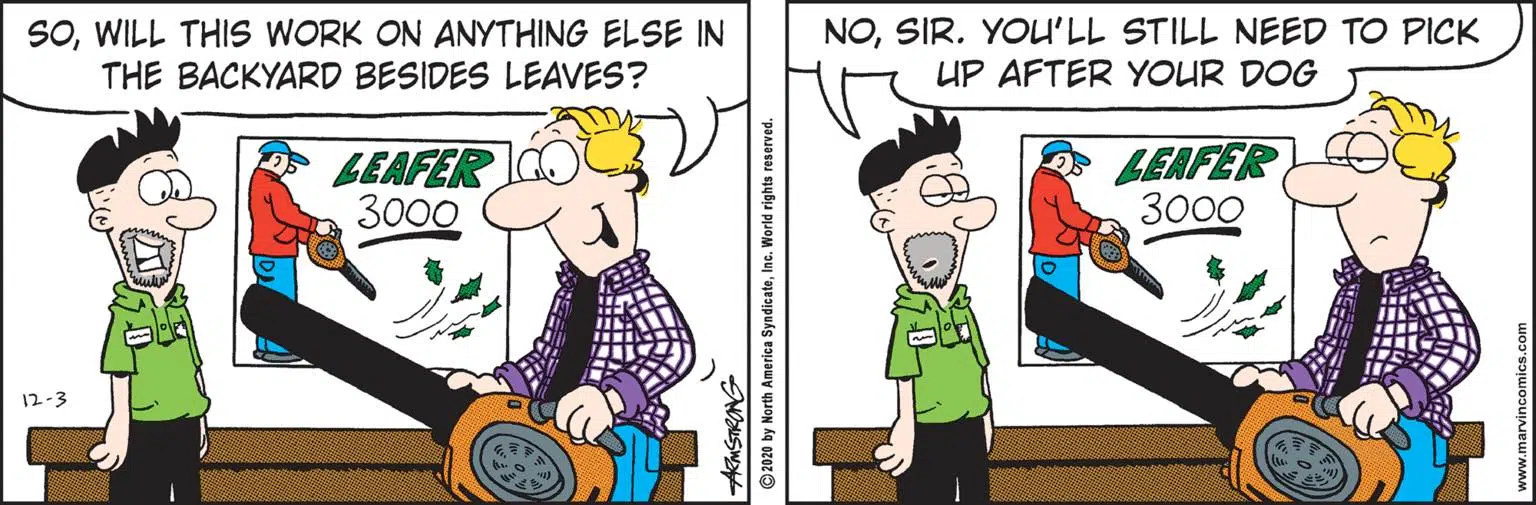 SO, WILL THIS WORK ON ANYTHING ELSE IN
THE BACKYARD BESIDES LEAVES?
LEAFER
3000
12-3
ARMSTRONG
©2020 by North America Syndicate, Inc. World rights reserved.
NO, SIR. YOU'LL STILL NEED TO PICK
UP AFTER YOUR DOG
LEAFER
3000
www.marvincomics.com